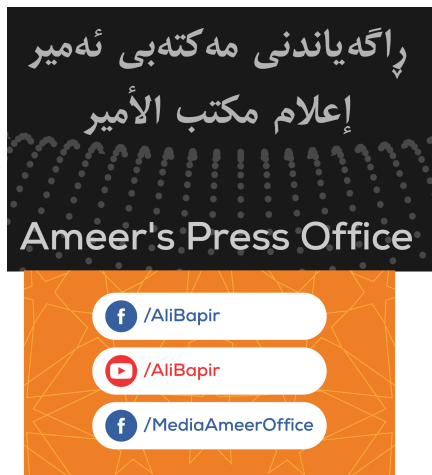 ڕاگەیاندنی مەکتەبی ئەمیر
إعلام مكتب الأمير
Ameer's Press Office
/AliBapir
/AliBapir
/MediaAmeerOffice